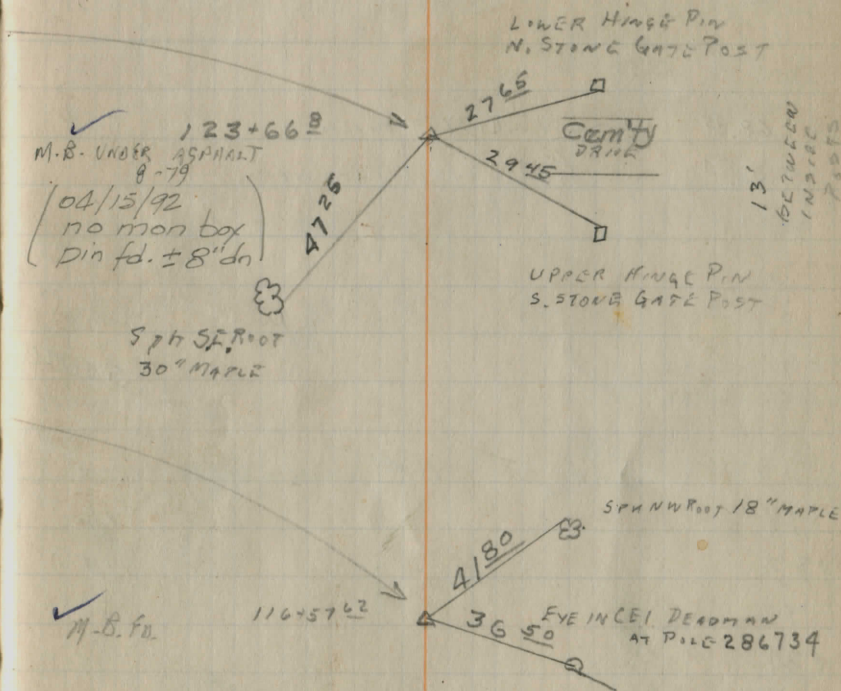 LOWER HINGE PIN
N. STONE GATE POST
123+66 8
M.B. UNDER ASPHALT
8-79
(04/15/92
no mon box
pin fd. ± 8" dn)
27 65
Cem'ty
DRIVE
29 45
47 25
13'
BETWEEN
INSIDE
POSTS
UPPER HINGE PIN
S. STONE GATE POST
SPK SE ROOT
30" MAPLE
SPK NW ROOT 18" MAPLE
41 80
116+57 62
M.B. FD.
36 50
EYE IN CEI DEADMAN
AT POLE 286734